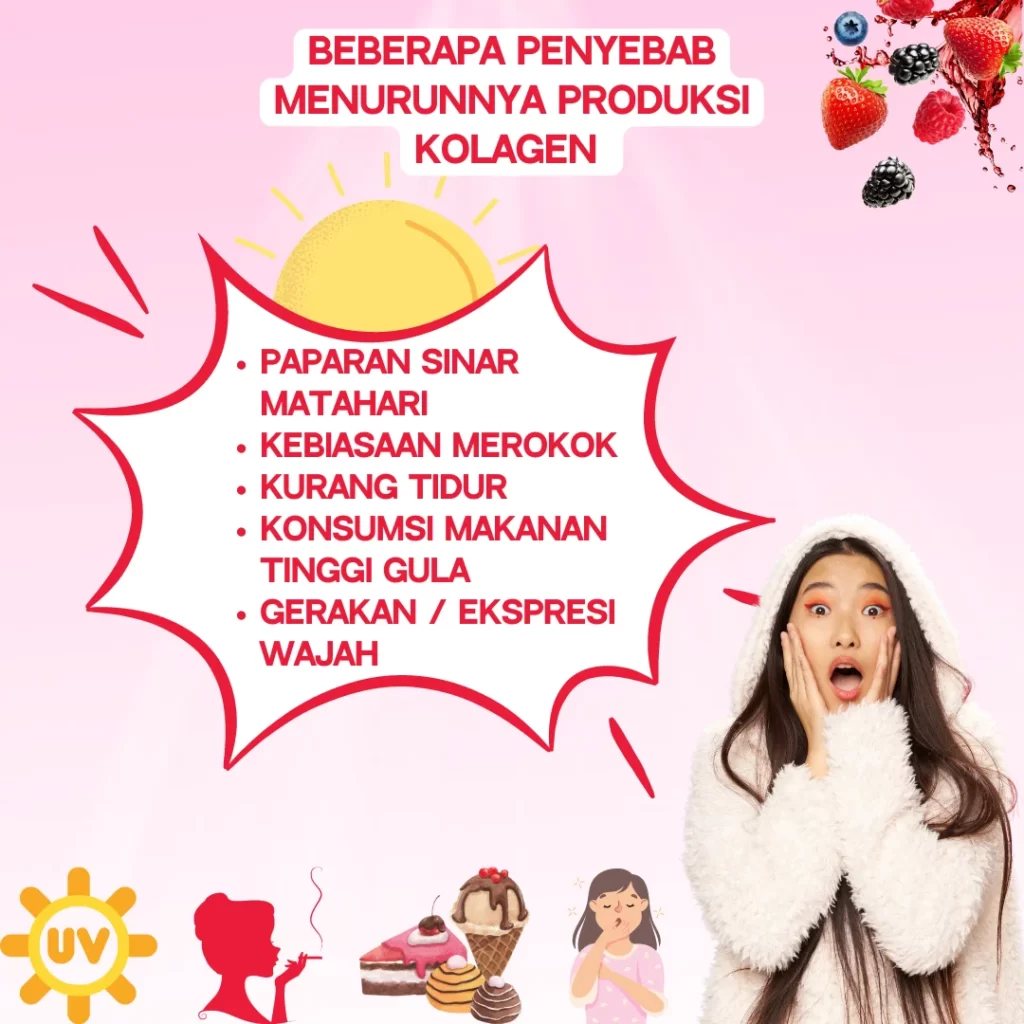 BEBERAPA PENYEBAB
MENURUNNYA PRODUKSI
KOLAGEN
• PAPARAN SINAR
MATAHARI
• KEBIASAAN MEROKOK
• KURANG TIDUR
• KONSUMSI MAKANAN
TINGGI GULA
• GERAKAN / EKSPRESI
WAJAH
UV